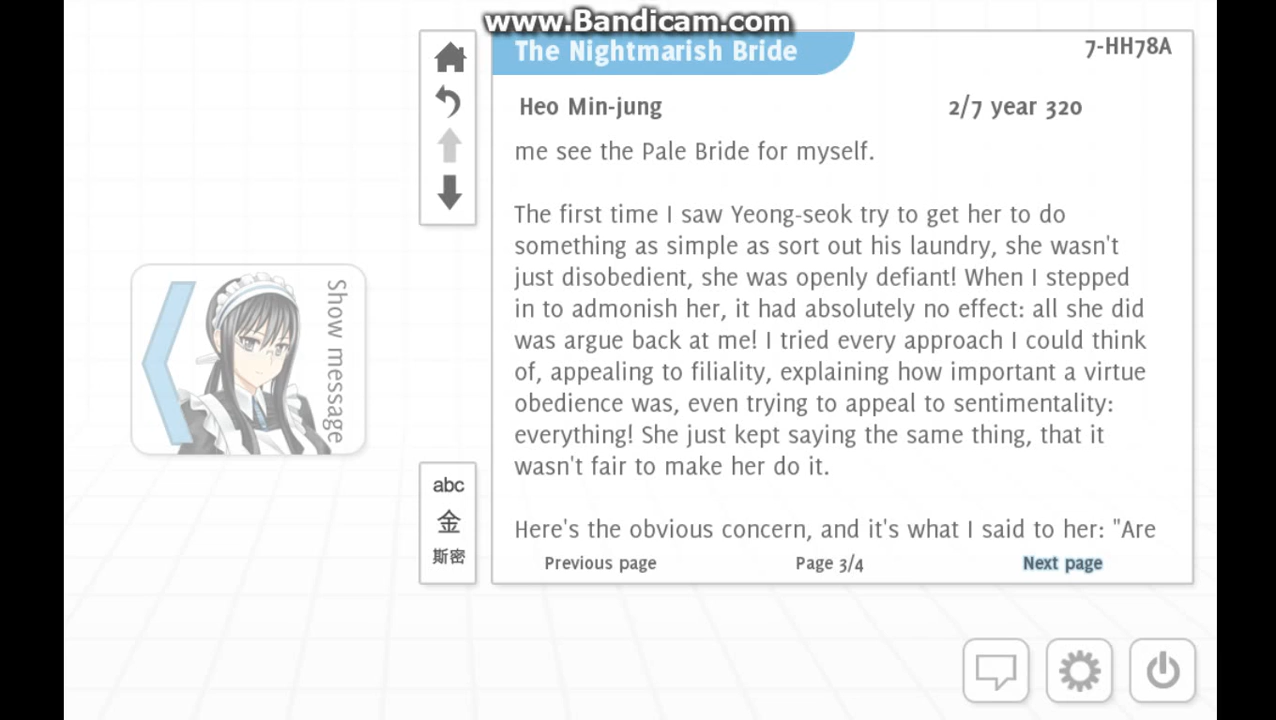 www.Bandicam.com
The Nightmarish Bride
7-HH78A
Heo Min-jung
2/7 year 320
me see the Pale Bride for myself.
The first time I saw Yeong-seok try to get her to do
something as simple as sort out his laundry, she wasn't
just disobedient, she was openly defiant! When I stepped
in to admonish her, it had absolutely no effect: all she did
was argue back at me! I tried every approach I could think
of, appealing to filiality, explaining how important a virtue
obedience was, even trying to appeal to sentimentality:
everything! She just kept saying the same thing, that it
wasn't fair to make her do it.
Here's the obvious concern, and it's what I said to her: "Are
Previous page
Page 3/4
Next page
Show message
abc
金
斯密